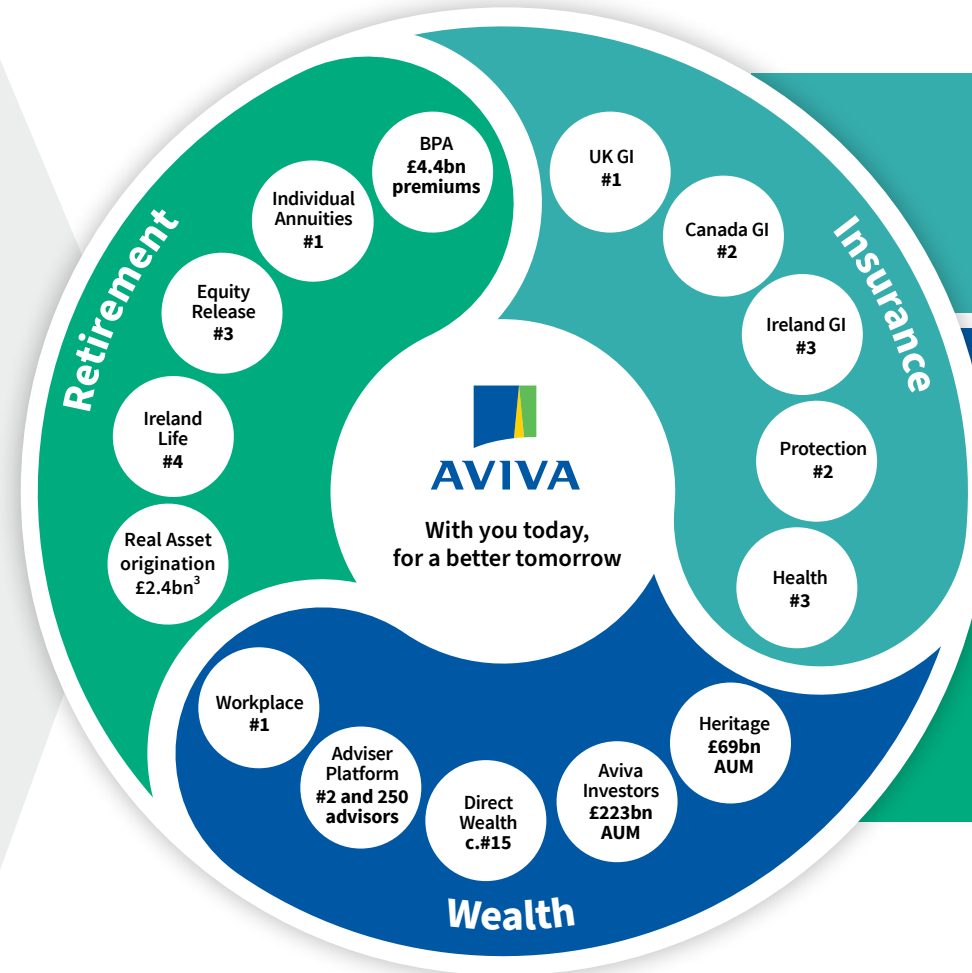 Retirement
BPA
£4.4bn
premiums
Individual
Annuities
#1
Equity
Release
#3
Ireland
Life
#4
Real Asset
origination
£2.4bn3
Insurance
UK GI
#1
Canada GI
#2
Ireland GI
#3
Protection
#2
Health
#3
AVIVA
With you today,
for a better tomorrow
Workplace
#1
Adviser
Platform
#2 and 250
advisors
Direct
Wealth
c.#15
Aviva
Investors
£223bn
AUM
Heritage
£69bn
AUM
Wealth